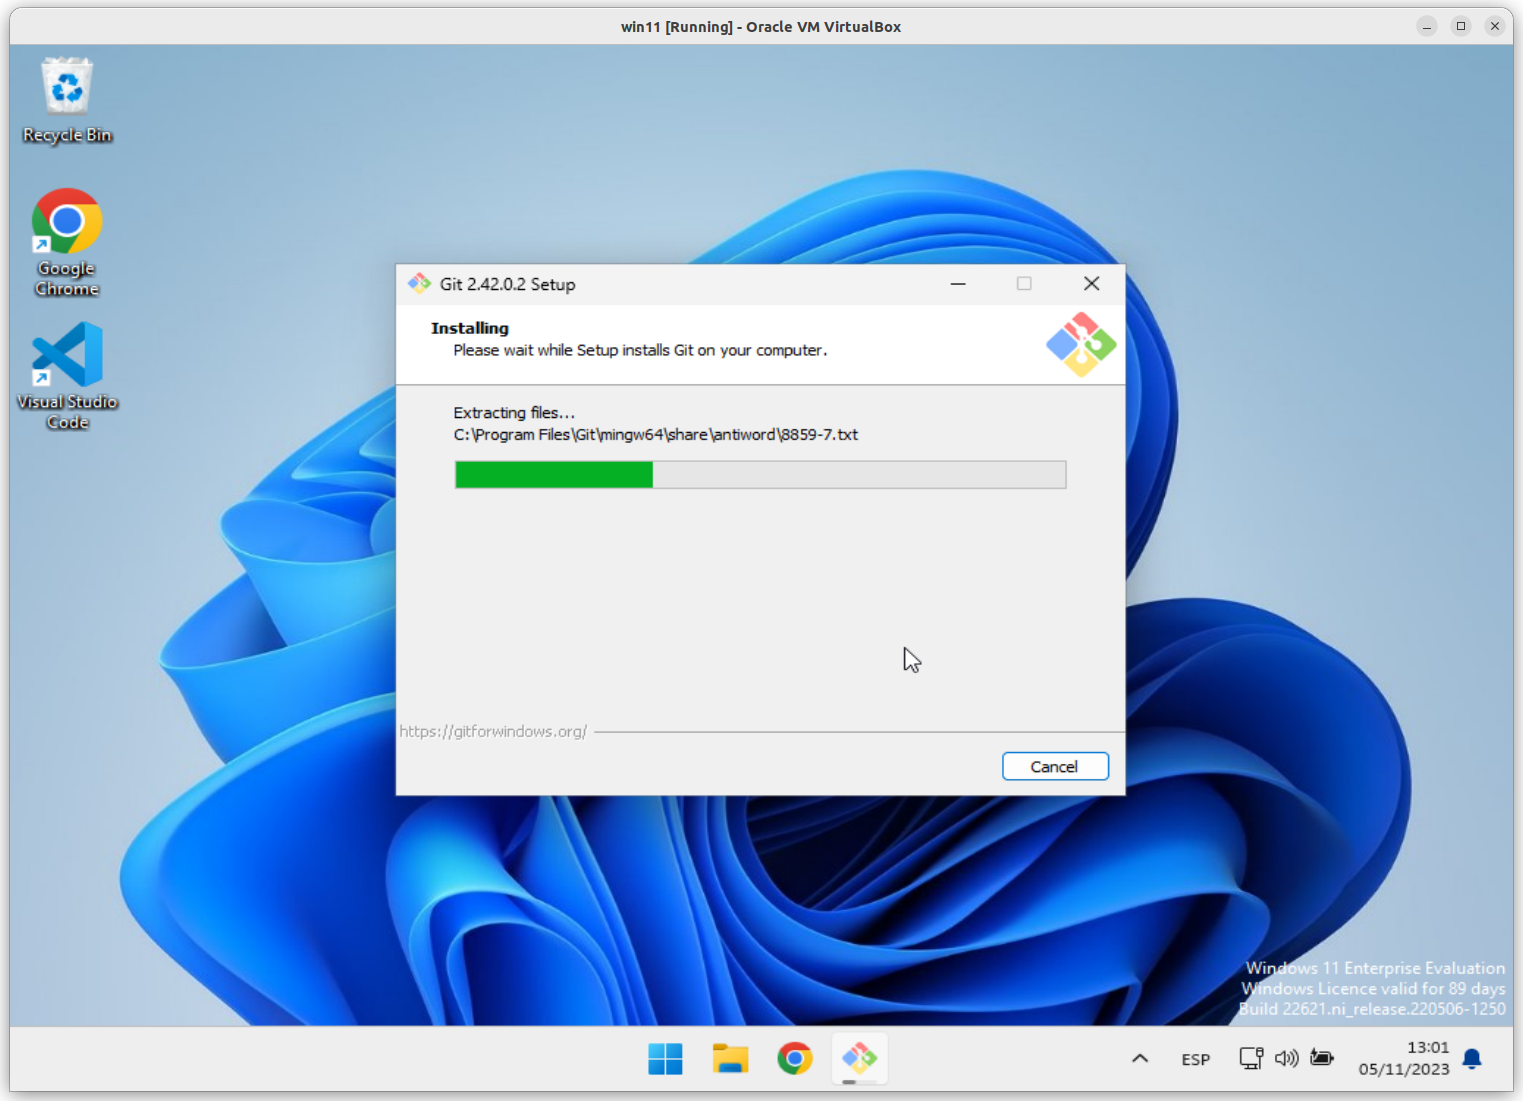 win11 [Running] - Oracle VM VirtualBox
Recycle Bin
Google
Chrome
Visual Studio
Code
Git 2.42.0.2 Setup
Installing
Please wait while Setup installs Git on your computer.
Extracting files...
C:\Program Files\Git\mingw64\share\antiword\8859-7.txt
https://gitforwindows.org/
Cancel
Windows 11 Enterprise Evaluation
Windows Licence valid for 89 days
Build 22621.ni_release.220506-1250
ESP
13:01
05/11/2023